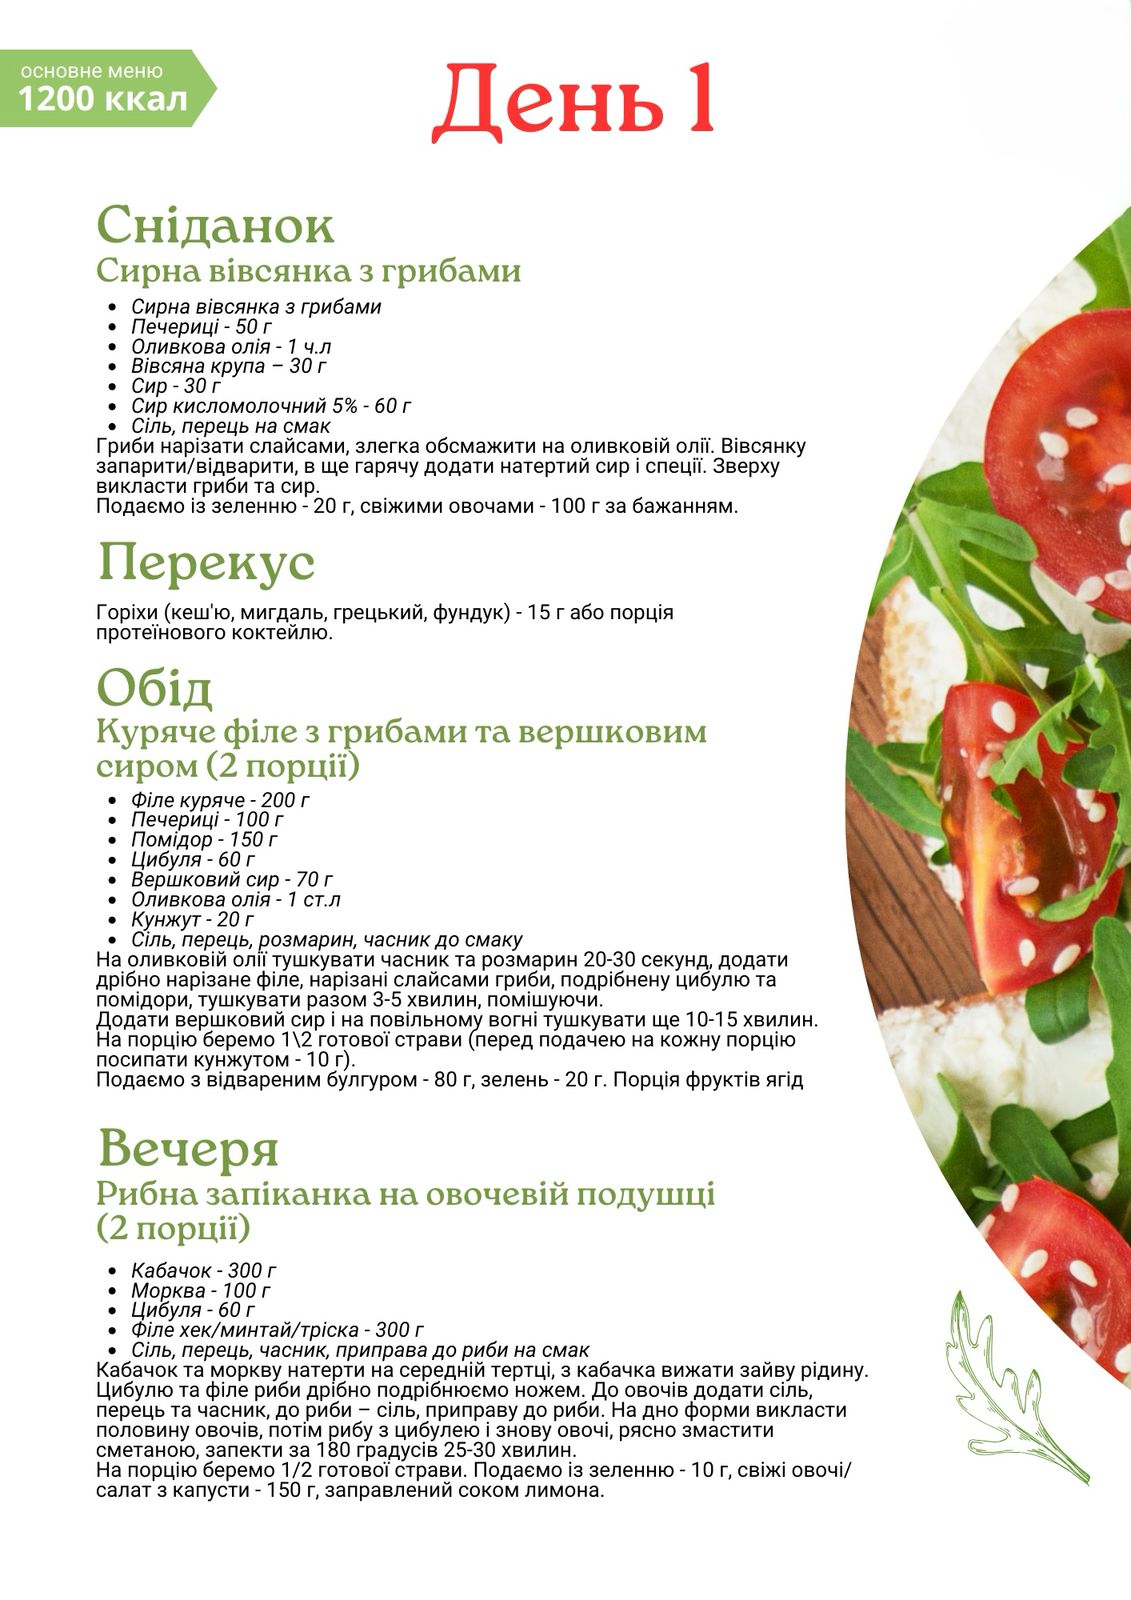 основне меню
1200 ккал
День 1
Сніданок
Сирна вівсянка з грибами
• Сирна вівсянка з грибами
• Печериці - 50 г
• Оливкова олія - 1 ч.л
• Вівсяна крупа – 30 г
• Сир - 30 г
• Сир кисломолочний 5% - 60 г
• Сіль, перець на смак
Гриби нарізати слайсами, злегка обсмажити на оливковій олії. Вівсянку
запарити/відварити, в ще гарячу додати натертий сир і спеції. Зверху
викласти гриби та сир.
Подаємо із зеленню - 20 г, свіжими овочами - 100 г за бажанням.
Перекус
Горіхи (кеш'ю, мигдаль, грецький, фундук) - 15 г або порція
протеїнового коктейлю.
Обід
Куряче філе з грибами та вершковим
сиром (2 порції)
• Філе куряче - 200 г
• Печериці - 100 г
• Помідор - 150 г
• Цибуля - 60 г
• Вершковий сир - 70 г
• Оливкова олія - 1 ст.л
• Кунжут - 20 г
• Сіль, перець, розмарин, часник до смаку
На оливковій олії тушкувати часник та розмарин 20-30 секунд, додати
дрібно нарізане філе, нарізані слайсами гриби, подрібнену цибулю та
помідори, тушкувати разом 3-5 хвилин, помішуючи.
Додати вершковий сир і на повільному вогні тушкувати ще 10-15 хвилин.
На порцію беремо 1\2 готової страви (перед подачею на кожну порцію
посипати кунжутом - 10 г).
Подаємо з відвареним булгуром - 80 г, зелень - 20 г. Порція фруктів ягід
Вечеря
Рибна запіканка на овочевій подушці
(2 порції)
• Кабачок - 300 г
• Морква - 100 г
• Цибуля - 60 г
• Філе хек/минтай/тріска - 300 г
• Сіль, перець, часник, приправа до риби на смак
Кабачок та моркву натерти на середній тертці, з кабачка вижати зайву рідину.
Цибулю та філе риби дрібно подрібнюємо ножем. До овочів додати сіль,
перець та часник, до риби – сіль, приправу до риби. На дно форми викласти
половину овочів, потім рибу з цибулею і знову овочі, рясно змастити
сметаною, запекти за 180 градусів 25-30 хвилин.
На порцію беремо 1/2 готової страви. Подаємо із зеленню - 10 г, свіжі овочі/
салат з капусти - 150 г, заправлений соком лимона.